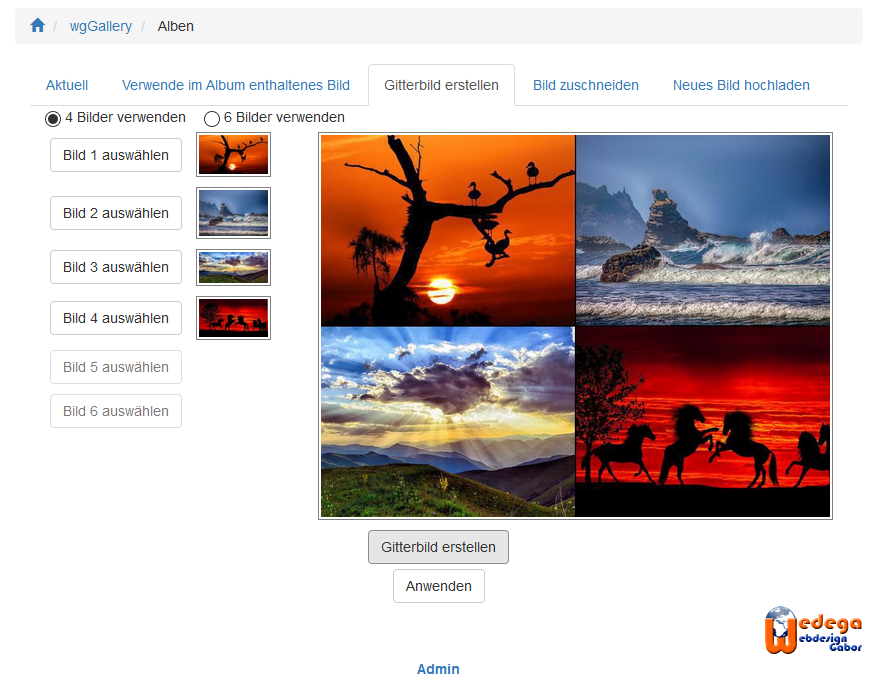 wgGallery / Alben
Aktuell Verwende im Album enthaltenes Bild Gitterbild erstellen Bild zuschneiden Neues Bild hochladen
4 Bilder verwenden 6 Bilder verwenden
Bild 1 auswählen
Bild 2 auswählen
Bild 3 auswählen
Bild 4 auswählen
Bild 5 auswählen
Bild 6 auswählen
Gitterbild erstellen
Anwenden
Wedega
Webdesign
Gabor
Admin